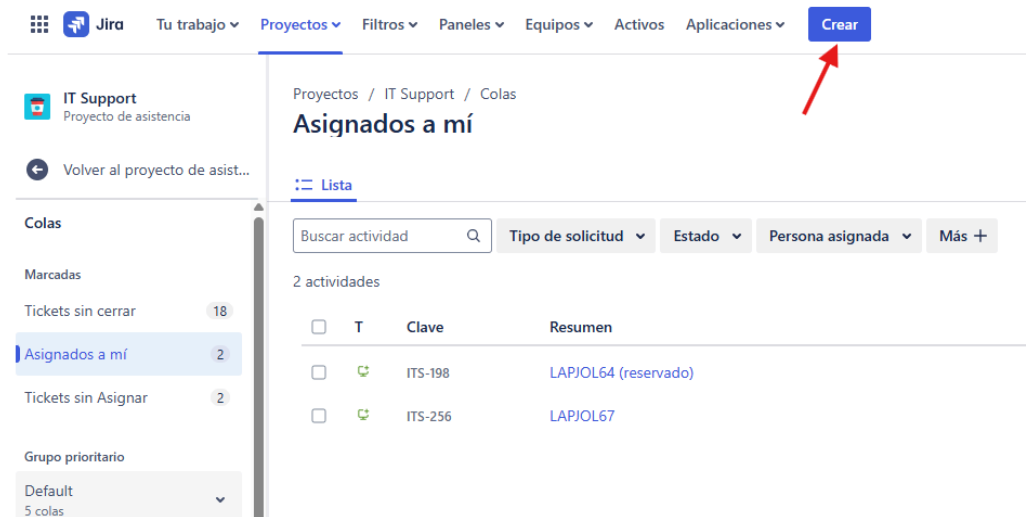 Jira Tu trabajo Proyectos Filtros Paneles Equipos Activos Aplicaciones Crear
IT Support
Proyecto de asistencia
Volver al proyecto de asist...
Colas
Marcadas
Tickets sin cerrar 18
Asignados a mí 2
Tickets sin Asignar 2
Grupo prioritario
Default
5 colas
Proyectos / IT Support / Colas
Asignados a mí
Lista
Buscar actividad Tipo de solicitud Estado Persona asignada Más +
2 actividades
T Clave Resumen
ITS-198 LAPJOL64 (reservado)
ITS-256 LAPJOL67